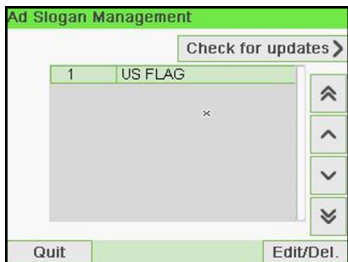 Ad Slogan Management
Check for updates
1 US FLAG
Quit Edit/Del.